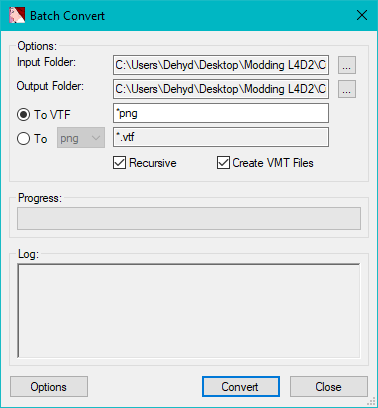 Batch Convert
Options:
Input Folder: C:\Users\Dehyd\Desktop\Modding L4D2\C ...
Output Folder: C:\Users\Dehyd\Desktop\Modding L4D2\C ...
To VTF *png
To png *.vtf
Recursive Create VMT Files
Progress:
Log:
Options Convert Close